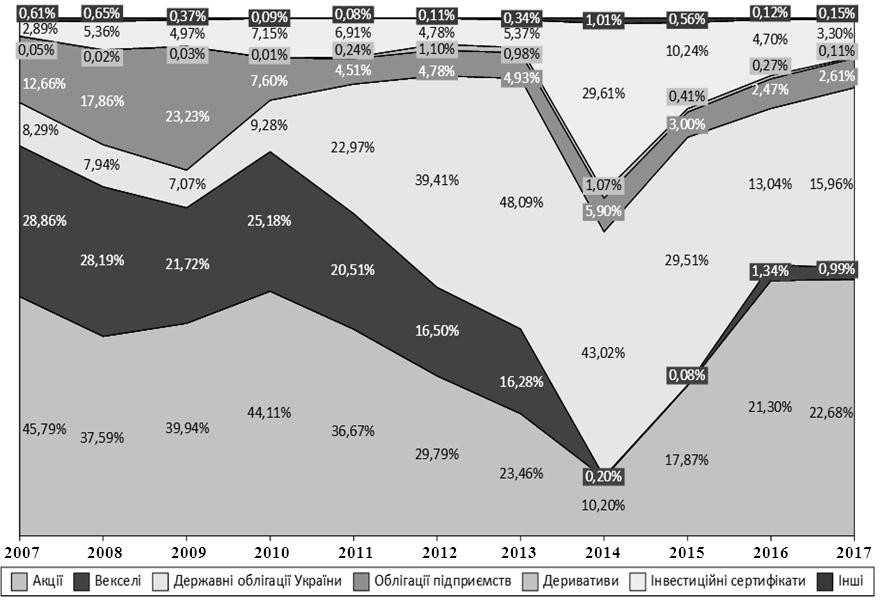 0,61% 0,65% 0,37% 0,09% 0,08% 0,11% 0,34% 1,01% 0,56% 0,12% 0,15%
2,89% 5,36% 4,97% 7,15% 6,91% 4,78% 5,37% 29,61% 10,24% 4,70% 3,30%
0,05% 0,02% 0,03% 0,01% 0,24% 1,10% 0,98% 1,07% 0,41% 0,27% 0,11%
12,66% 17,86% 23,23% 7,60% 4,51% 4,78% 4,93% 5,90% 3,00% 2,47% 2,61%
8,29% 7,94% 7,07% 9,28% 22,97% 39,41% 48,09% 43,02% 29,51% 13,04% 15,96%
28,86% 28,19% 21,72% 25,18% 20,51% 16,50% 16,28% 0,20% 0,08% 1,34% 0,99%
45,79% 37,59% 39,94% 44,11% 36,67% 29,79% 23,46% 10,20% 17,87% 21,30% 22,68%
2007 2008 2009 2010 2011 2012 2013 2014 2015 2016 2017
Акції Векселі Державні облігації України Облігації підприємств Деривативи Інвестиційні сертифікати Інші